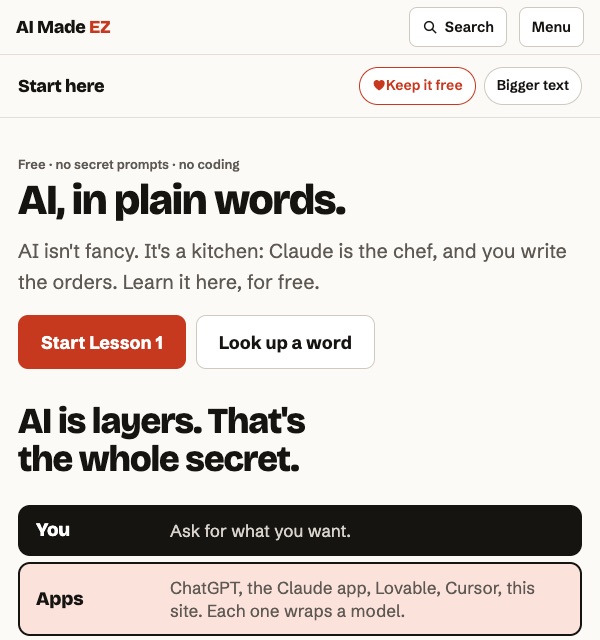 AI Made EZ
Search
Menu
Start here
Keep it free
Bigger text
Free · no secret prompts · no coding
AI, in plain words.
AI isn't fancy. It's a kitchen: Claude is the chef, and you write
the orders. Learn it here, for free.
Start Lesson 1
Look up a word
AI is layers. That's
the whole secret.
You
Ask for what you want.
Apps
ChatGPT, the Claude app, Lovable, Cursor, this
site. Each one wraps a model.